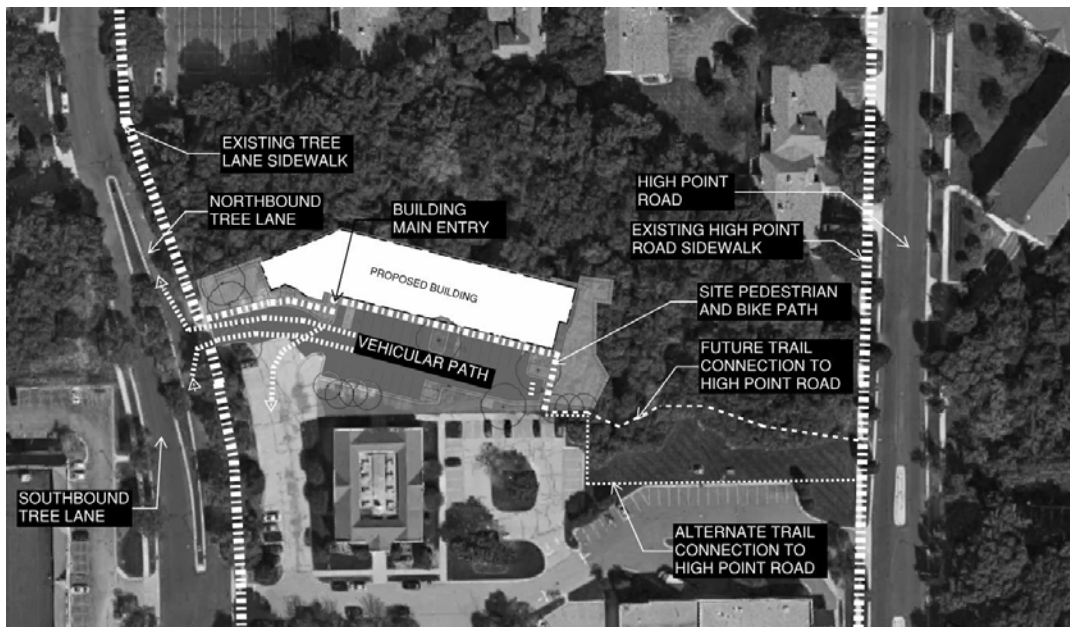 EXISTING TREE
LANE SIDEWALK
NORTHBOUND
TREE LANE
BUILDING
MAIN ENTRY
HIGH POINT
ROAD
EXISTING HIGH POINT
ROAD SIDEWALK
PROPOSED BUILDING
SITE PEDESTRIAN
AND BIKE PATH
VEHICULAR PATH
FUTURE TRAIL
CONNECTION TO
HIGH POINT ROAD
SOUTHBOUND
TREE LANE
ALTERNATE TRAIL
CONNECTION TO
HIGH POINT ROAD